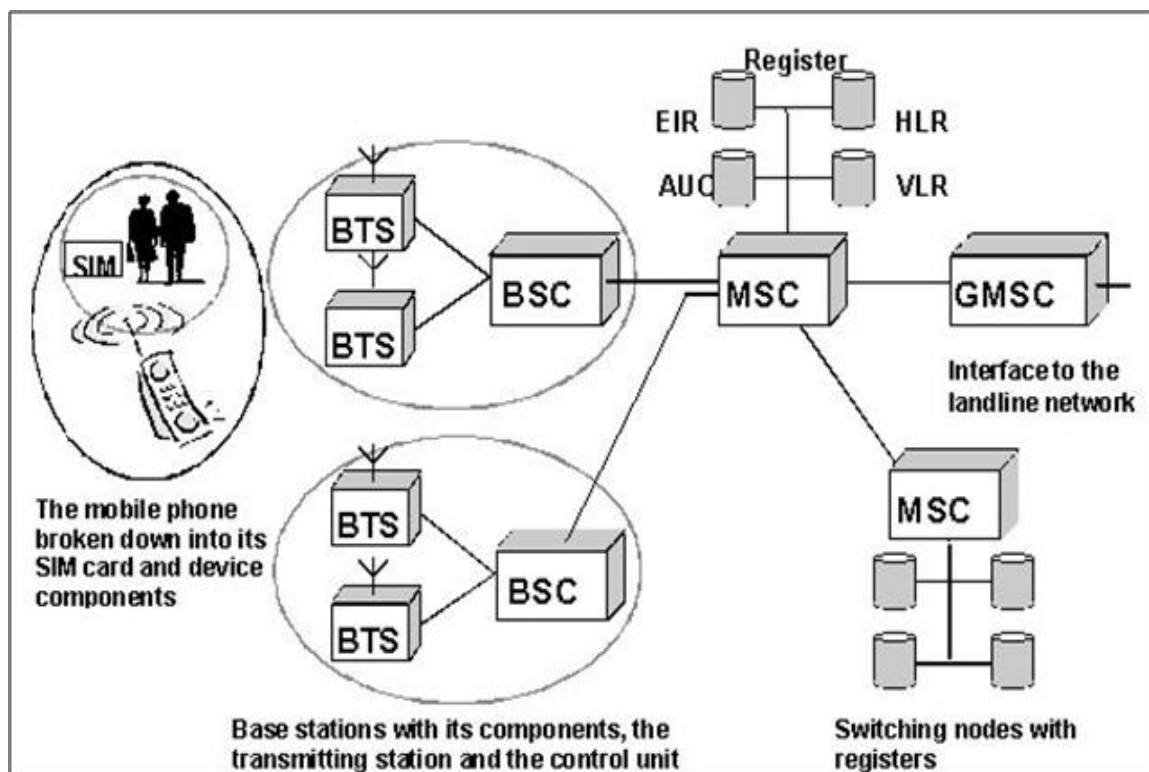 Register
EIR
HLR
AUC
VLR
SIM
BTS
BTS
BSC
MSC
GMSC
Interface to the
landline network
The mobile phone
broken down into its
SIM card and device
components
BTS
BTS
BSC
MSC
Base stations with its components, the
transmitting station and the control unit
Switching nodes with
registers